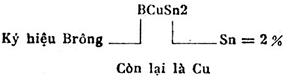 BCuSn2
Ký hiệu Brông Sn = 2%
Còn lại là Cu